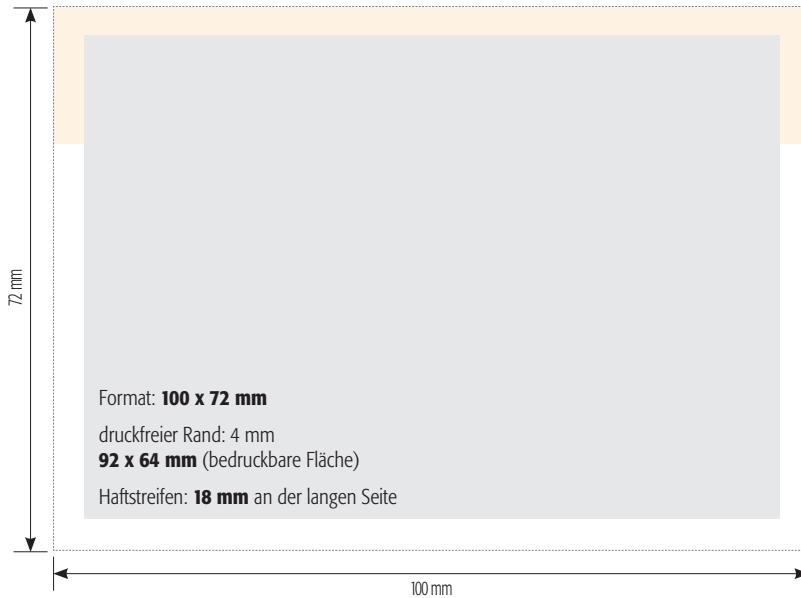 72 mm
Format: 100 x 72 mm
druckfreier Rand: 4 mm
92 x 64 mm (bedruckbare Fläche)
Haftstreifen: 18 mm an der langen Seite
100 mm